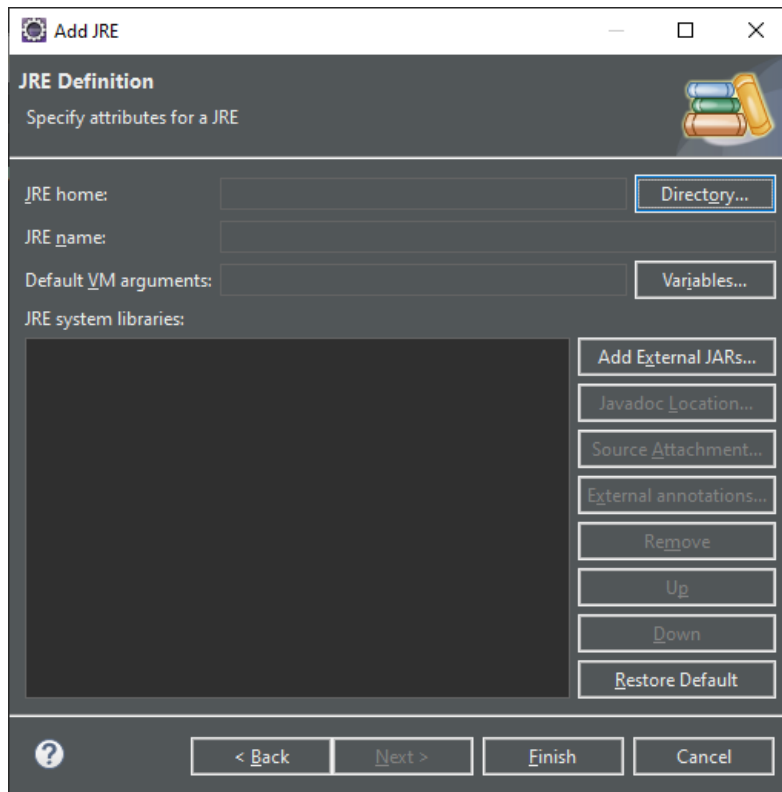 Add JRE
JRE Definition
Specify attributes for a JRE
JRE home: Directory...
JRE name:
Default VM arguments: Variables...
JRE system libraries:
Add External JARs...
Javadoc Location...
Source Attachment...
External annotations...
Remove
Up
Down
Restore Default
? < Back Next > Finish Cancel